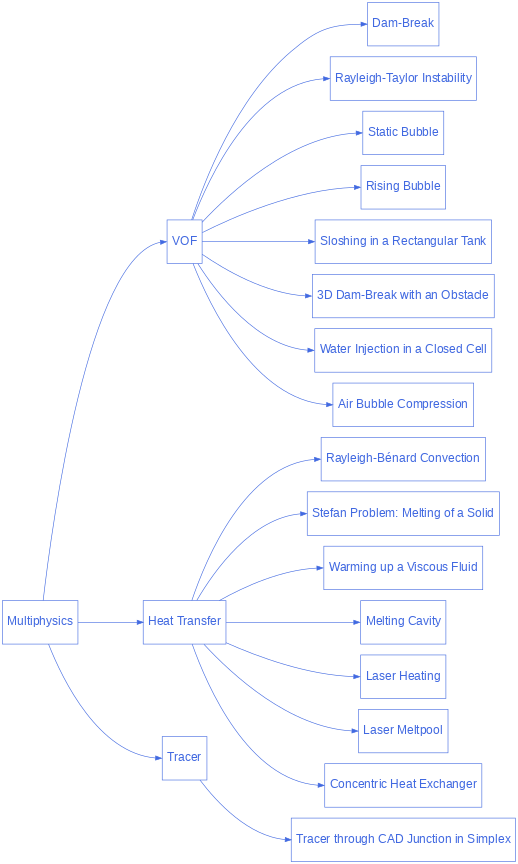 Dam-Break
Rayleigh-Taylor Instability
Static Bubble
Rising Bubble
VOF
Sloshing in a Rectangular Tank
3D Dam-Break with an Obstacle
Water Injection in a Closed Cell
Air Bubble Compression
Rayleigh-Bénard Convection
Stefan Problem: Melting of a Solid
Warming up a Viscous Fluid
Multiphysics
Heat Transfer
Melting Cavity
Laser Heating
Laser Meltpool
Tracer
Concentric Heat Exchanger
Tracer through CAD Junction in Simplex